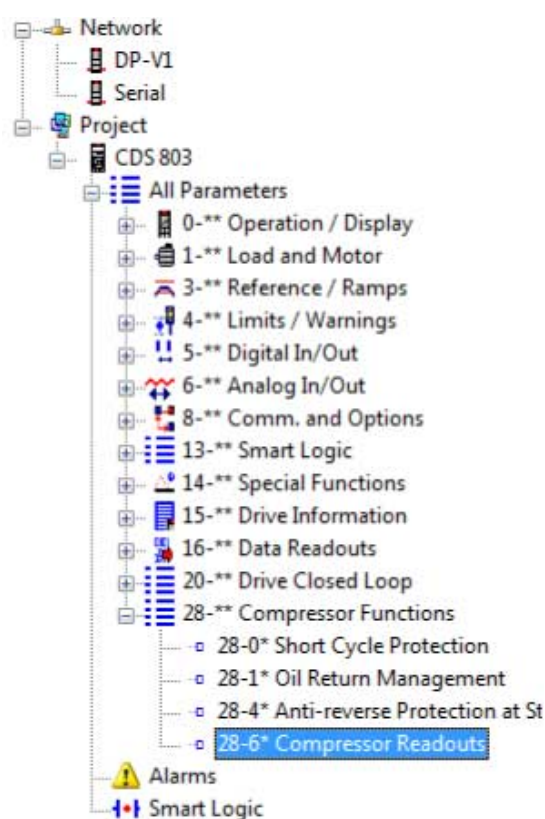 Network
DP-V1
Serial
Project
CDS 803
All Parameters
0-** Operation / Display
1-** Load and Motor
3-** Reference / Ramps
4-** Limits / Warnings
5-** Digital In/Out
6-** Analog In/Out
8-** Comm. and Options
13-** Smart Logic
14-** Special Functions
15-** Drive Information
16-** Data Readouts
20-** Drive Closed Loop
28-** Compressor Functions
28-0* Short Cycle Protection
28-1* Oil Return Management
28-4* Anti-reverse Protection at St
28-6* Compressor Readouts
Alarms
Smart Logic